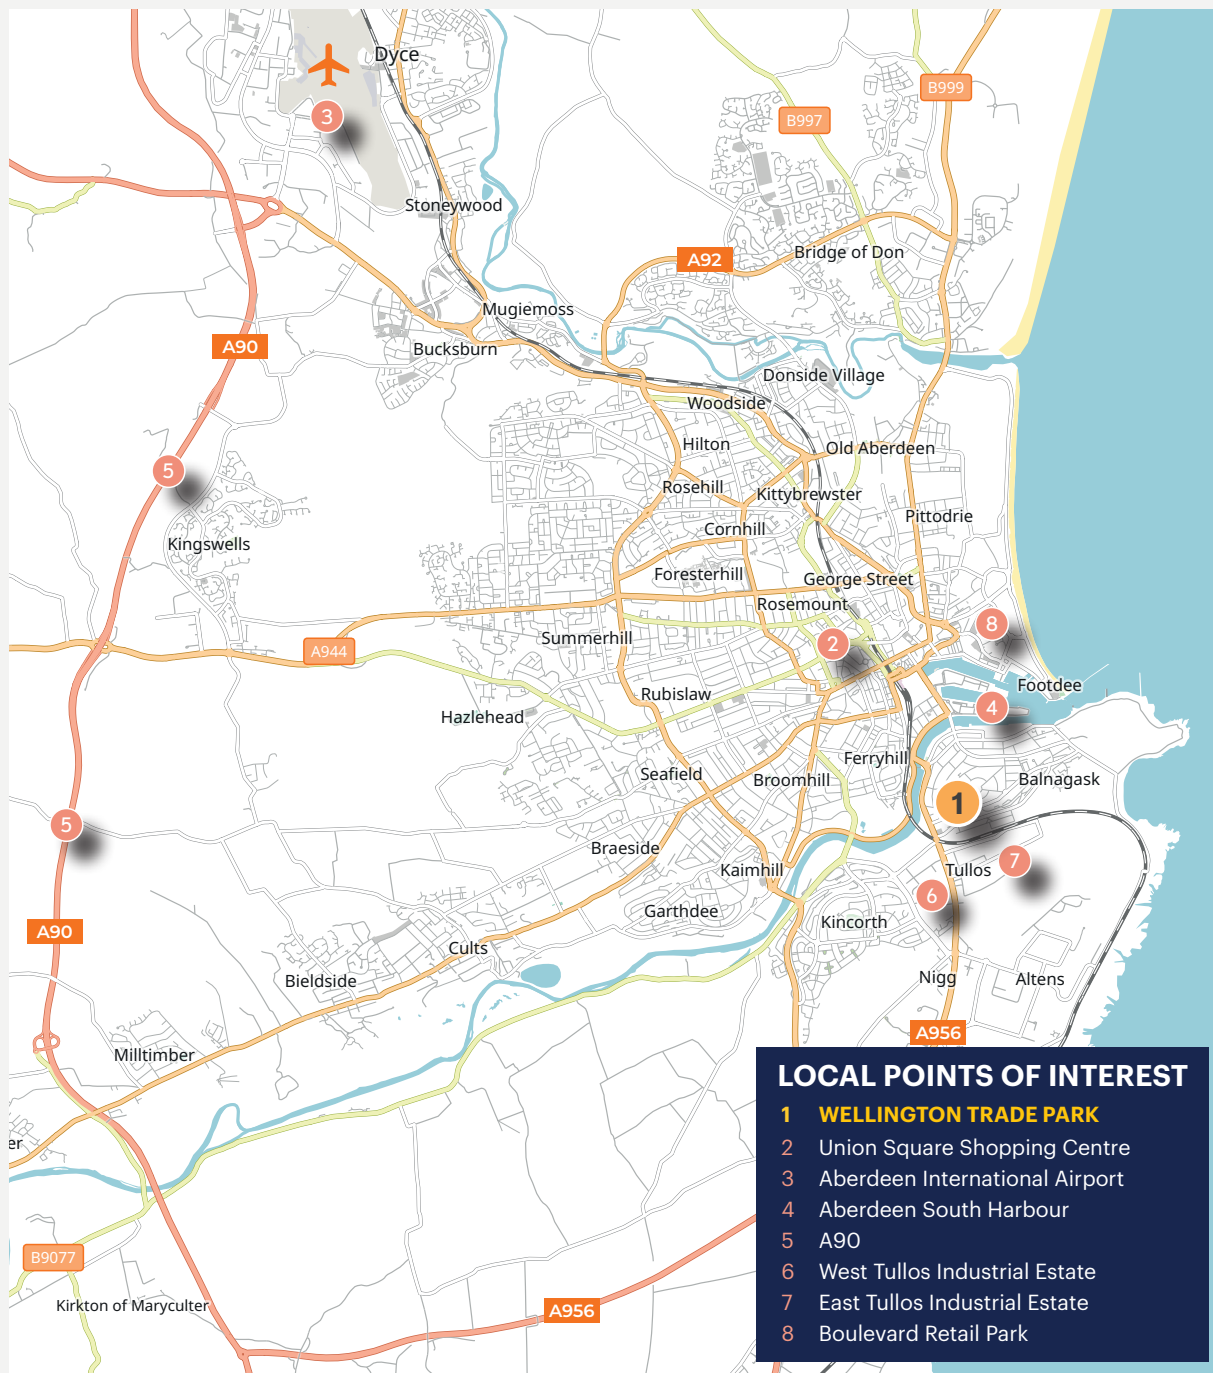 Dyce
B999
3
B997
Stoneywood
A92
Bridge of Don
Mugiemoss
A90
Bucksburn
Donside Village
Woodside
Hilton
Old Aberdeen
5
Rosehill
Kittybrewster
Pittodrie
Cornhill
Kingswells
Foresterhill
George Street
Rosemount
8
Summerhill
2
A944
Footdee
Rubislaw
4
Hazlehead
Ferryhill
Seafield
Broomhill
Balnagask
1
5
Braeside
7
Kaimhill
Tullos
6
Garthdee
Kincorth
A90
Cults
Nigg
Altens
Bieldside
A956
Milltimber
er
B9077
Kirkton of Maryculter
A956
LOCAL POINTS OF INTEREST
1 WELLINGTON TRADE PARK
2 Union Square Shopping Centre
3 Aberdeen International Airport
4 Aberdeen South Harbour
5 A90
6 West Tullos Industrial Estate
7 East Tullos Industrial Estate
8 Boulevard Retail Park